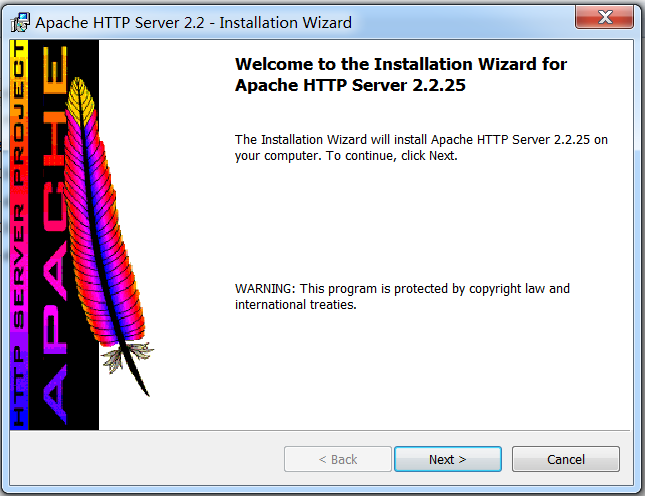 Apache HTTP Server 2.2 - Installation Wizard
HTTP SERVER PROJECT
APACHE
Welcome to the Installation Wizard for
Apache HTTP Server 2.2.25
The Installation Wizard will install Apache HTTP Server 2.2.25 on
your computer. To continue, click Next.
WARNING: This program is protected by copyright law and
international treaties.
< Back
Next >
Cancel